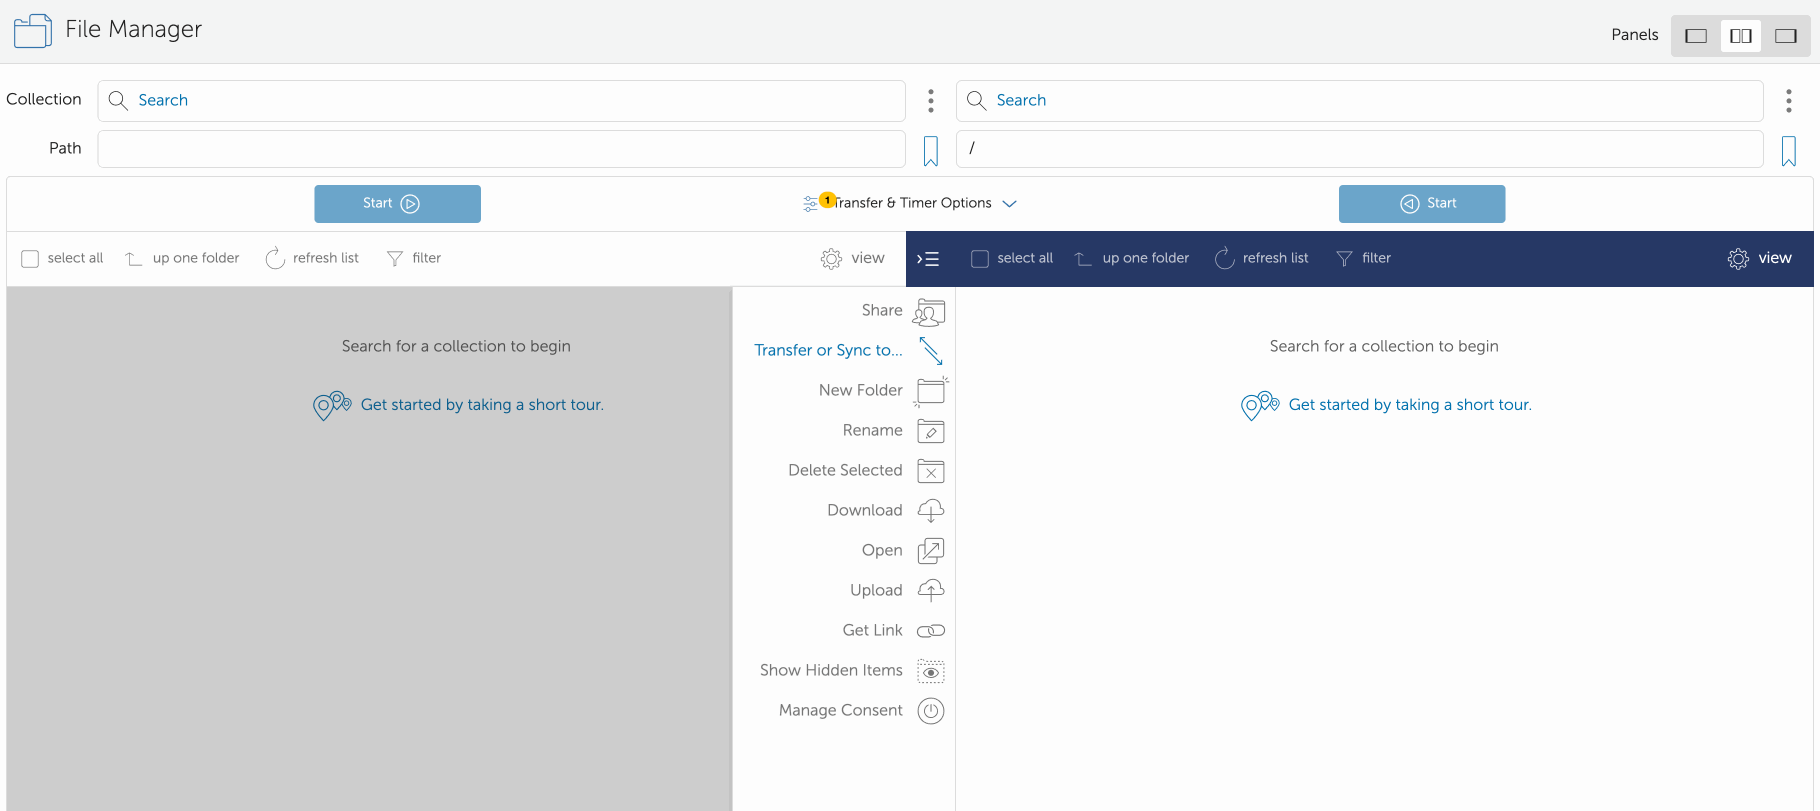 File Manager
Panels
Collection
Search
Search
Path
/
Start
1
Transfer & Timer Options
Start
select all
up one folder
refresh list
filter
view
select all
up one folder
refresh list
filter
view
Search for a collection to begin
Get started by taking a short tour.
Share
Transfer or Sync to...
New Folder
Rename
Delete Selected
Download
Open
Upload
Get Link
Show Hidden Items
Manage Consent
Search for a collection to begin
Get started by taking a short tour.